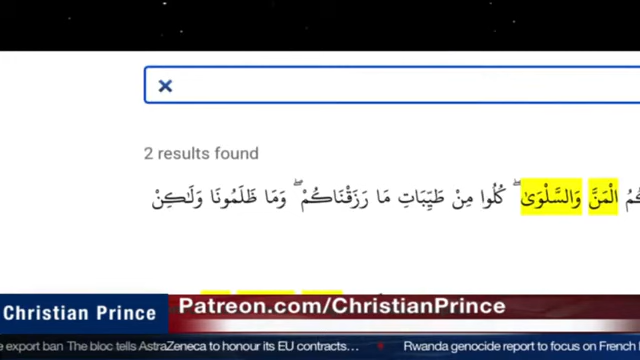 2 results found
الْمَنَّ وَالسَّلْوَىٰ ۖ كُلُوا مِنْ طَيِّبَاتِ مَا رَزَقْنَاكُمْ ۖ وَمَا ظَلَمُونَا وَلَٰكِنْ
Christian Prince
Patreon.com/ChristianPrince
export ban The bloc tells AstraZeneca to honour its EU contracts... Rwanda genocide report to focus on French